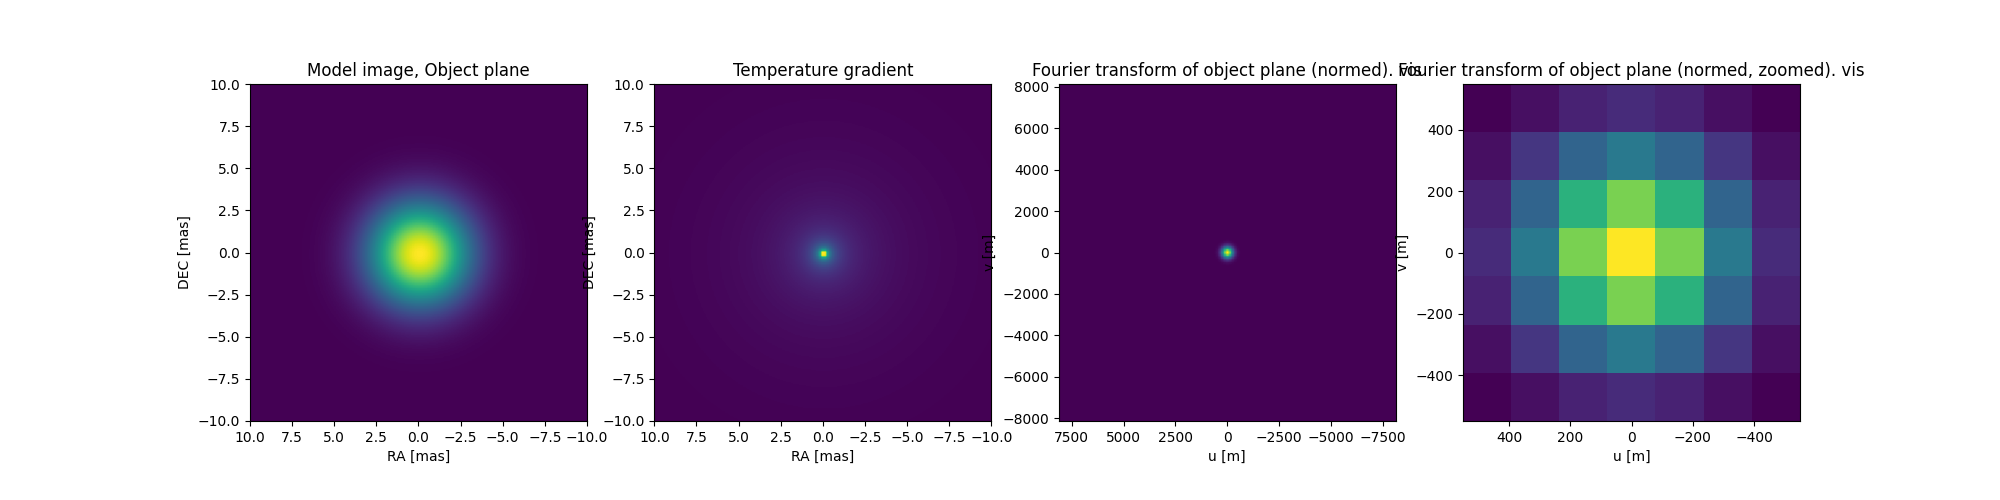 Model image, Object plane
10.0
7.5
5.0
2.5
0.0
−2.5
−5.0
−7.5
−10.0
10.0 7.5 5.0 2.5 0.0 −2.5 −5.0 −7.5 −10.0
RA [mas]
DEC [mas]
Temperature gradient
10.0
7.5
5.0
2.5
0.0
−2.5
−5.0
−7.5
−10.0
10.0 7.5 5.0 2.5 0.0 −2.5 −5.0 −7.5 −10.0
RA [mas]
DEC [mas]
Fourier transform of object plane (normed). vis
8000
6000
4000
2000
0
−2000
−4000
−6000
−8000
7500 5000 2500 0 −2500 −5000 −7500
u [m]
v [m]
Fourier transform of object plane (normed, zoomed). vis
400
200
0
−200
−400
400 200 0 −200 −400
u [m]
v [m]